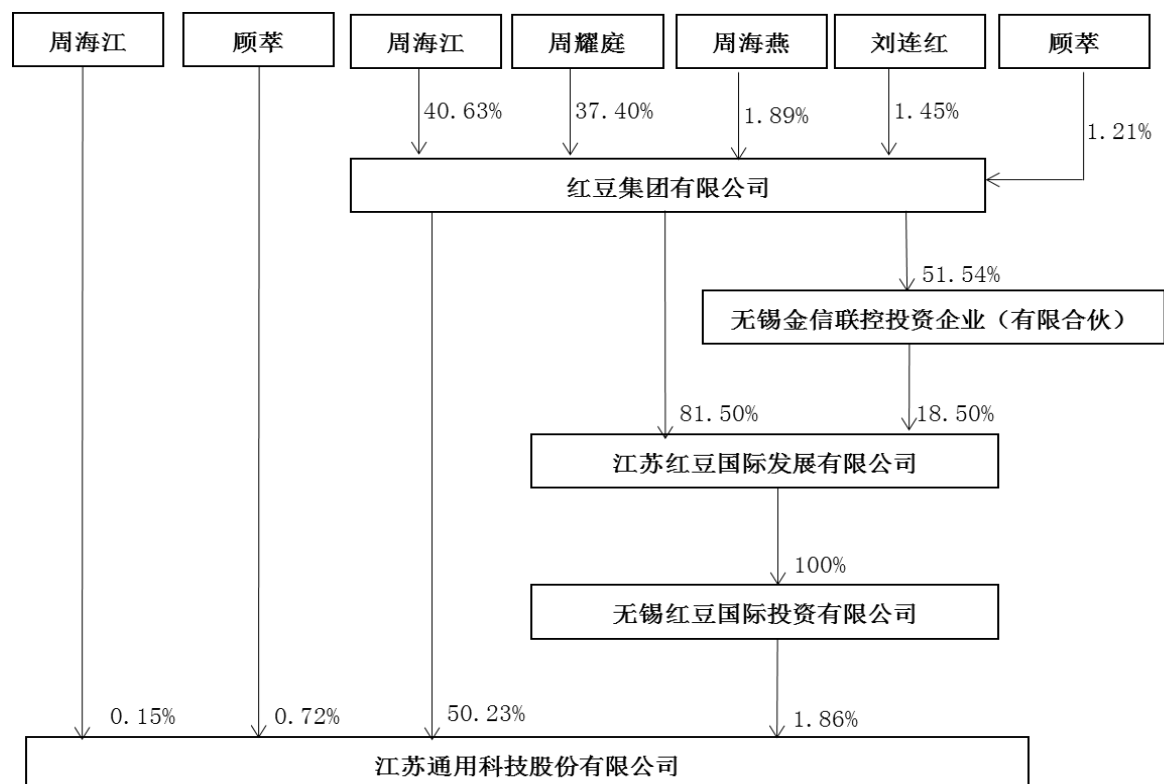 周海江
顾萃
周海江
周耀庭
周海燕
刘连红
顾萃
40.63%
37.40%
1.89%
1.45%
1.21%
红豆集团有限公司
51.54%
无锡金信联控投资企业（有限合伙）
81.50%
18.50%
江苏红豆国际发展有限公司
100%
无锡红豆国际投资有限公司
0.15%
0.72%
50.23%
1.86%
江苏通用科技股份有限公司